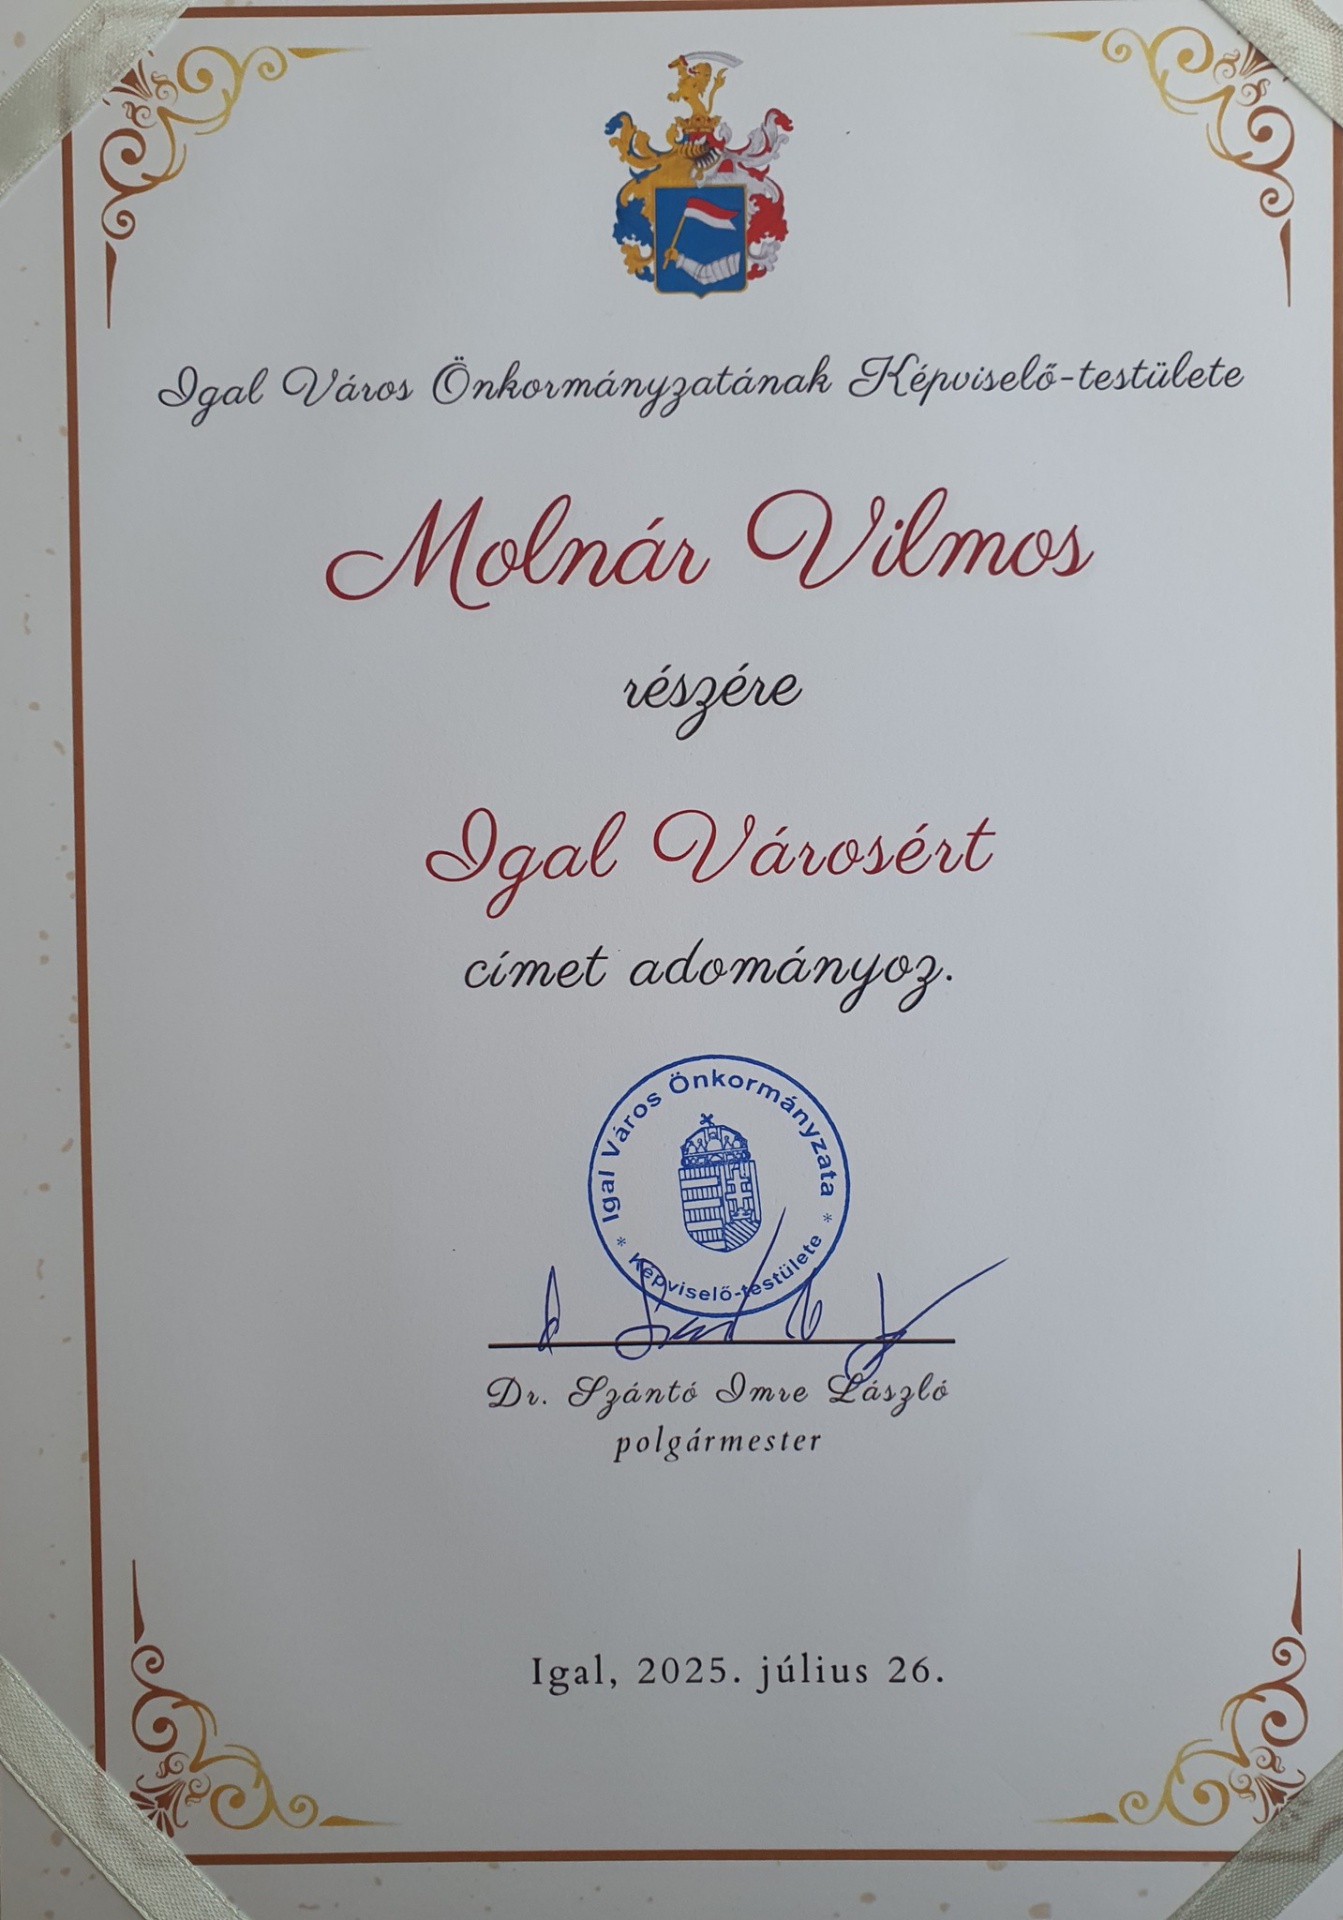 Igal Város Önkormányzatának Képviselő-testülete
Molnár Vilmos
részére
Igal Városért
címet adományoz.
Igal Város Önkormányzata
* Képviselő-testülete *
Dr. Szántó Imre László
polgármester
Igal, 2025. július 26.